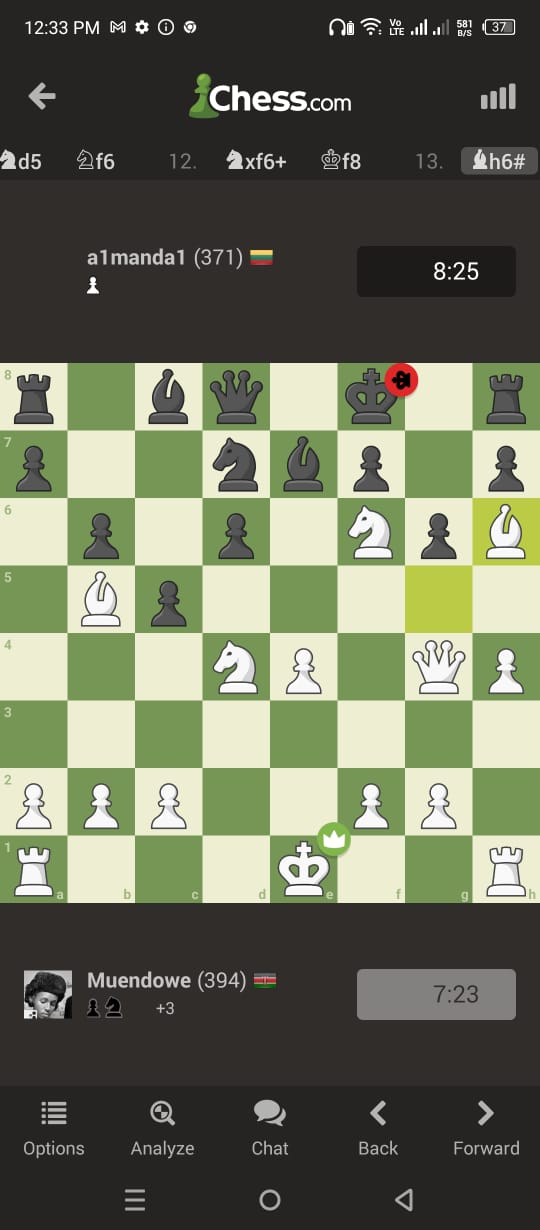 12:33 PM Vo LTE 581 B/S 37
Chess.com
d5 f6 12. xf6+ f8 13. h6#
a1manda1 (371)
8:25
8
7
6
5
4
3
2
1
a b c d e f g h
Muendowe (394)
+3
7:23
Options Analyze Chat Back Forward